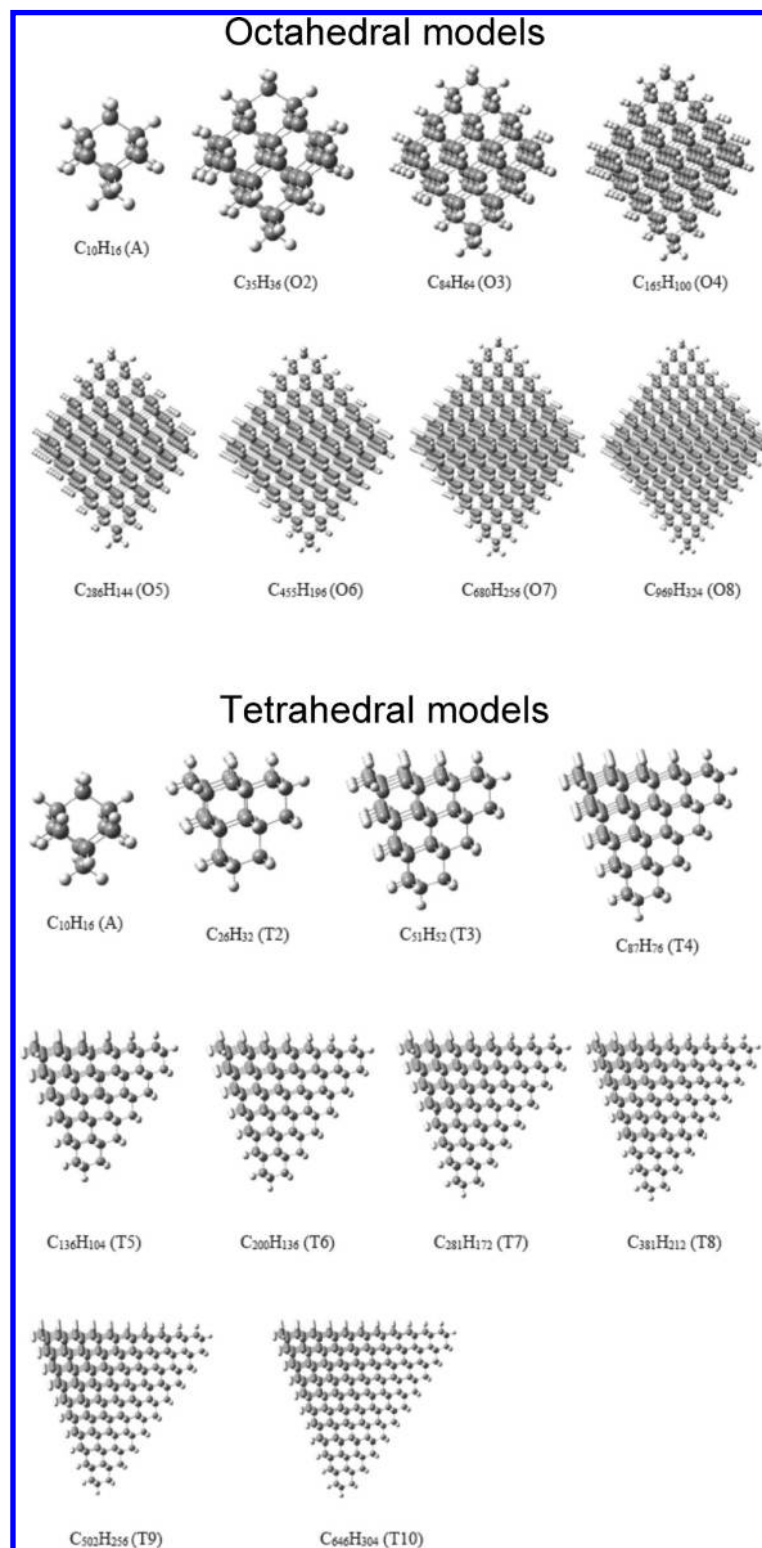 Octahedral models
C₁₀H₁₆ (A)
C₃₅H₃₆ (O2)
C₈₄H₆₄ (O3)
C₁₆₅H₁₀₀ (O4)
C₂₈₆H₁₄₄ (O5)
C₄₅₅H₁₉₆ (O6)
C₆₈₀H₂₅₆ (O7)
C₉₆₉H₃₂₄ (O8)
Tetrahedral models
C₁₀H₁₆ (A)
C₂₆H₃₂ (T2)
C₅₁H₅₂ (T3)
C₈₇H₇₆ (T4)
C₁₃₆H₁₀₄ (T5)
C₂₀₀H₁₃₆ (T6)
C₂₈₁H₁₇₂ (T7)
C₃₈₁H₂₁₂ (T8)
C₅₀₂H₂₅₆ (T9)
C₆₄₆H₃₀₄ (T10)